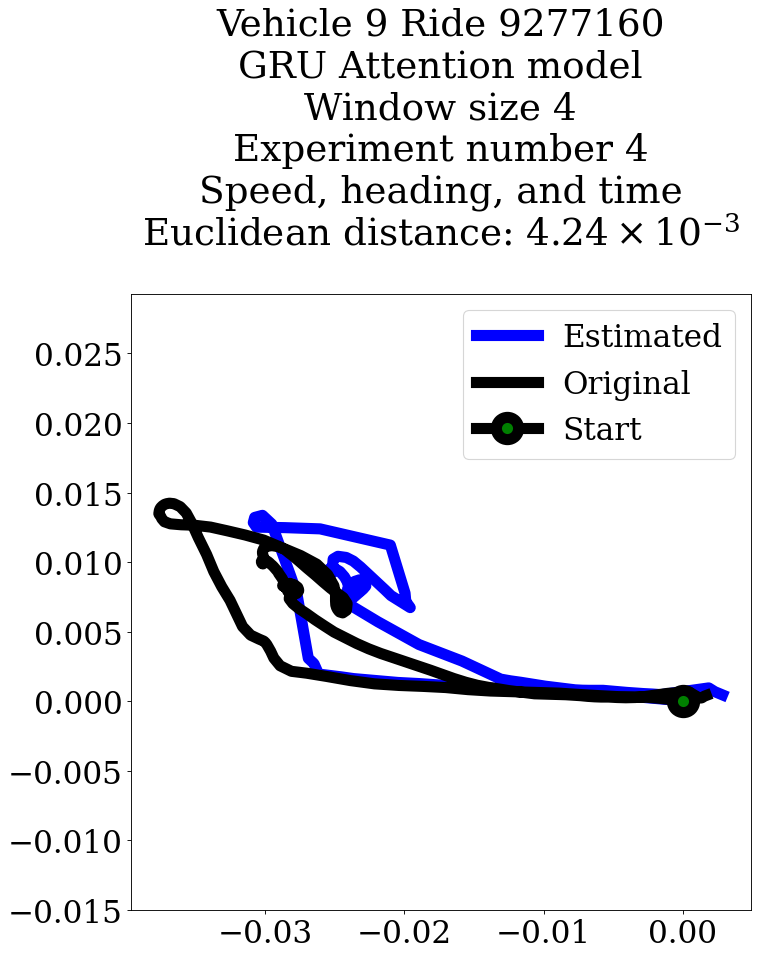 Vehicle 9 Ride 9277160
GRU Attention model
Window size 4
Experiment number 4
Speed, heading, and time
Euclidean distance: 4.24 × 10⁻³
Estimated
Original
Start
0.025
0.020
0.015
0.010
0.005
0.000
−0.005
−0.010
−0.015
−0.03 −0.02 −0.01 0.00